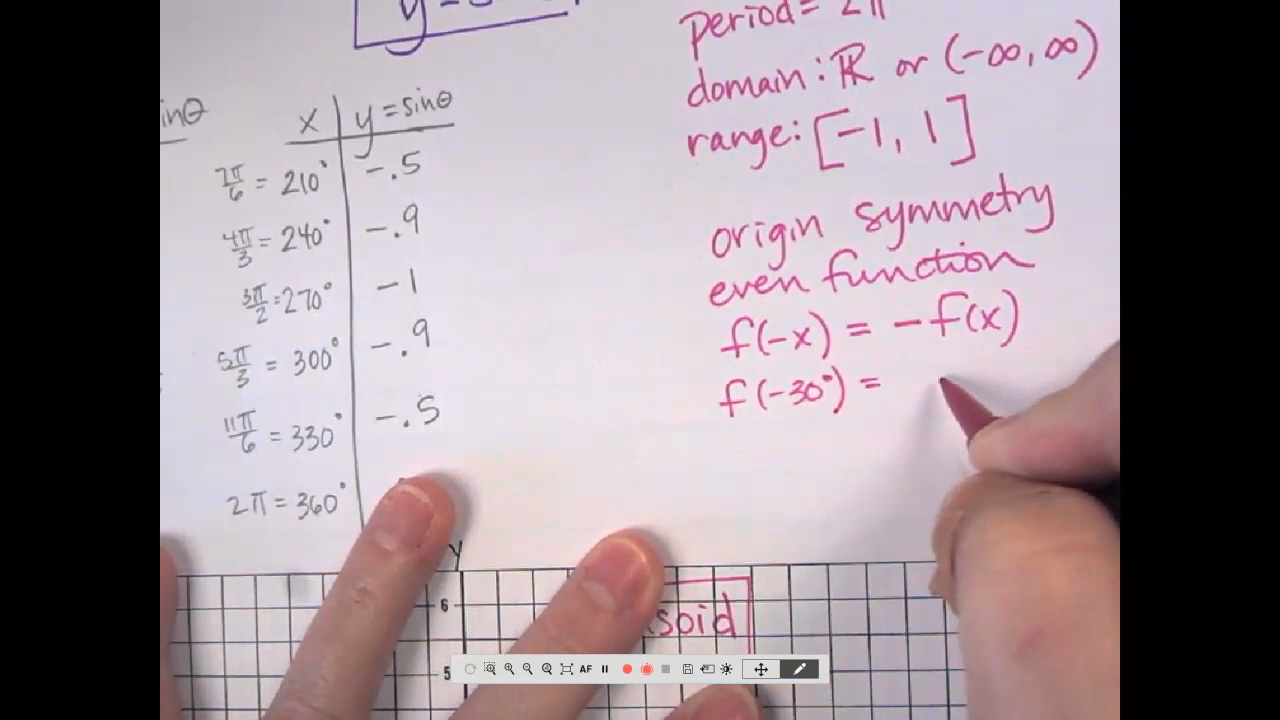 y =
period = 2π
domain: ℝ or (-∞, ∞)
range: [-1, 1]
origin symmetry
even function
f(-x) = -f(x)
f(-30°) =
inθ
x | y = sinθ
7π/6 = 210° | -.5
4π/3 = 240° | -.9
3π/2 = 270° | -1
5π/3 = 300° | -.9
11π/6 = 330° | -.5
2π = 360°
y
6
soid
5
AF